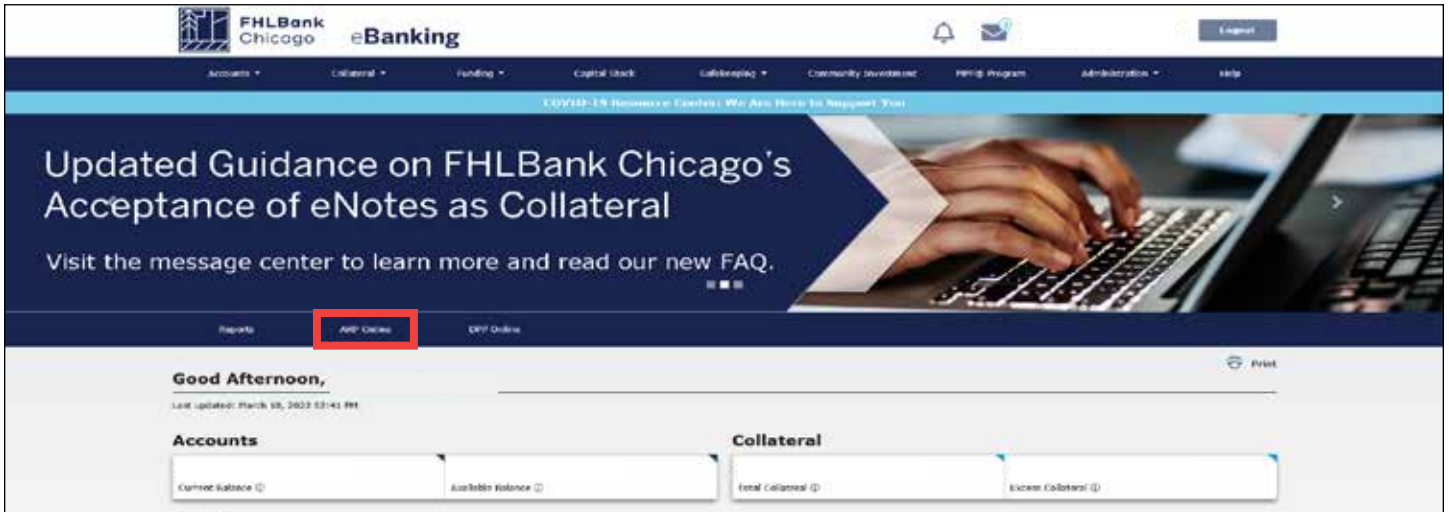 FHLBank
Chicago
eBanking
Logout
Accounts
Collateral
Funding
Capital Stock
Safekeeping
Community Investment
MPF® Program
Administration
Help
COVID-19 Resource Center: We Are Here to Support You
Updated Guidance on FHLBank Chicago's
Acceptance of eNotes as Collateral
Visit the message center to learn more and read our new FAQ.
Reports
AHP Online
DPP Online
Print
Good Afternoon,
Last updated: March
Accounts
Collateral
Current Balance
Available Balance
Total Collateral
Excess Collateral